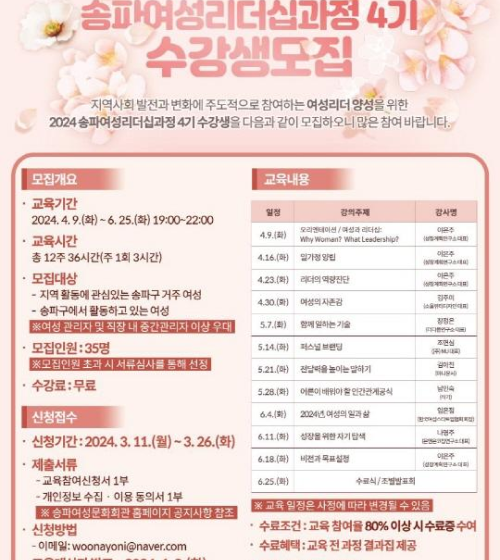 송파여성리더십과정 4기
수강생모집
지역사회 발전과 변화에 주도적으로 참여하는 여성리더 양성을 위한
2024 송파여성리더십과정 4기 수강생을 다음과 같이 모집하오니 많은 참여 바랍니다.
모집개요
· 교육기간
2024. 4. 9.(화) ~ 6. 25.(화) 19:00~22:00
· 교육시간
총 12주 36시간(주 1회 3시간)
· 모집대상
- 지역 활동에 관심있는 송파구 거주 여성
- 송파구에서 활동하고 있는 여성
※여성 관리자 및 직장 내 중간관리자 이상 우대
· 모집인원 : 35명
※모집인원 초과 시 서류심사를 통해 선정
· 수강료 : 무료
신청접수
· 신청기간 : 2024. 3. 11.(월) ~ 3. 26.(화)
· 제출서류
- 교육참여신청서 1부
- 개인정보 수집 · 이용 동의서 1부
※ 송파여성문화회관 홈페이지 공지사항 참조
· 신청방법
- 이메일: woonayoni@naver.com
교육내용
일정 강의주제 강사명
4.9.(화) 오리엔테이션 / 여성과 리더십: Why Woman? What Leadership? 이은주
4.16.(화) 일가정 양립 이은주
4.23.(화) 리더의 역량진단 이은주
4.30.(화) 여성의 자존감 김주미
5.7.(화) 함께 일하는 기술
5.14.(화) 퍼스널 브랜딩 조연심
5.21.(화) 전달력을 높이는 말하기
5.28.(화) 어른이 배워야 할 인간관계공식 남인숙
6.4.(화) 2024년, 여성의 일과 삶
6.11.(화) 성장을 위한 자기 탐색
6.18.(화) 비전과 목표설정 이은주
6.25.(화) 수료식 / 조별발표회
※ 교육 일정은 사정에 따라 변경될 수 있음
· 수료조건 : 교육 참여율 80% 이상 시 수료증 수여
· 수료혜택 : 교육 전 과정 결과집 제공